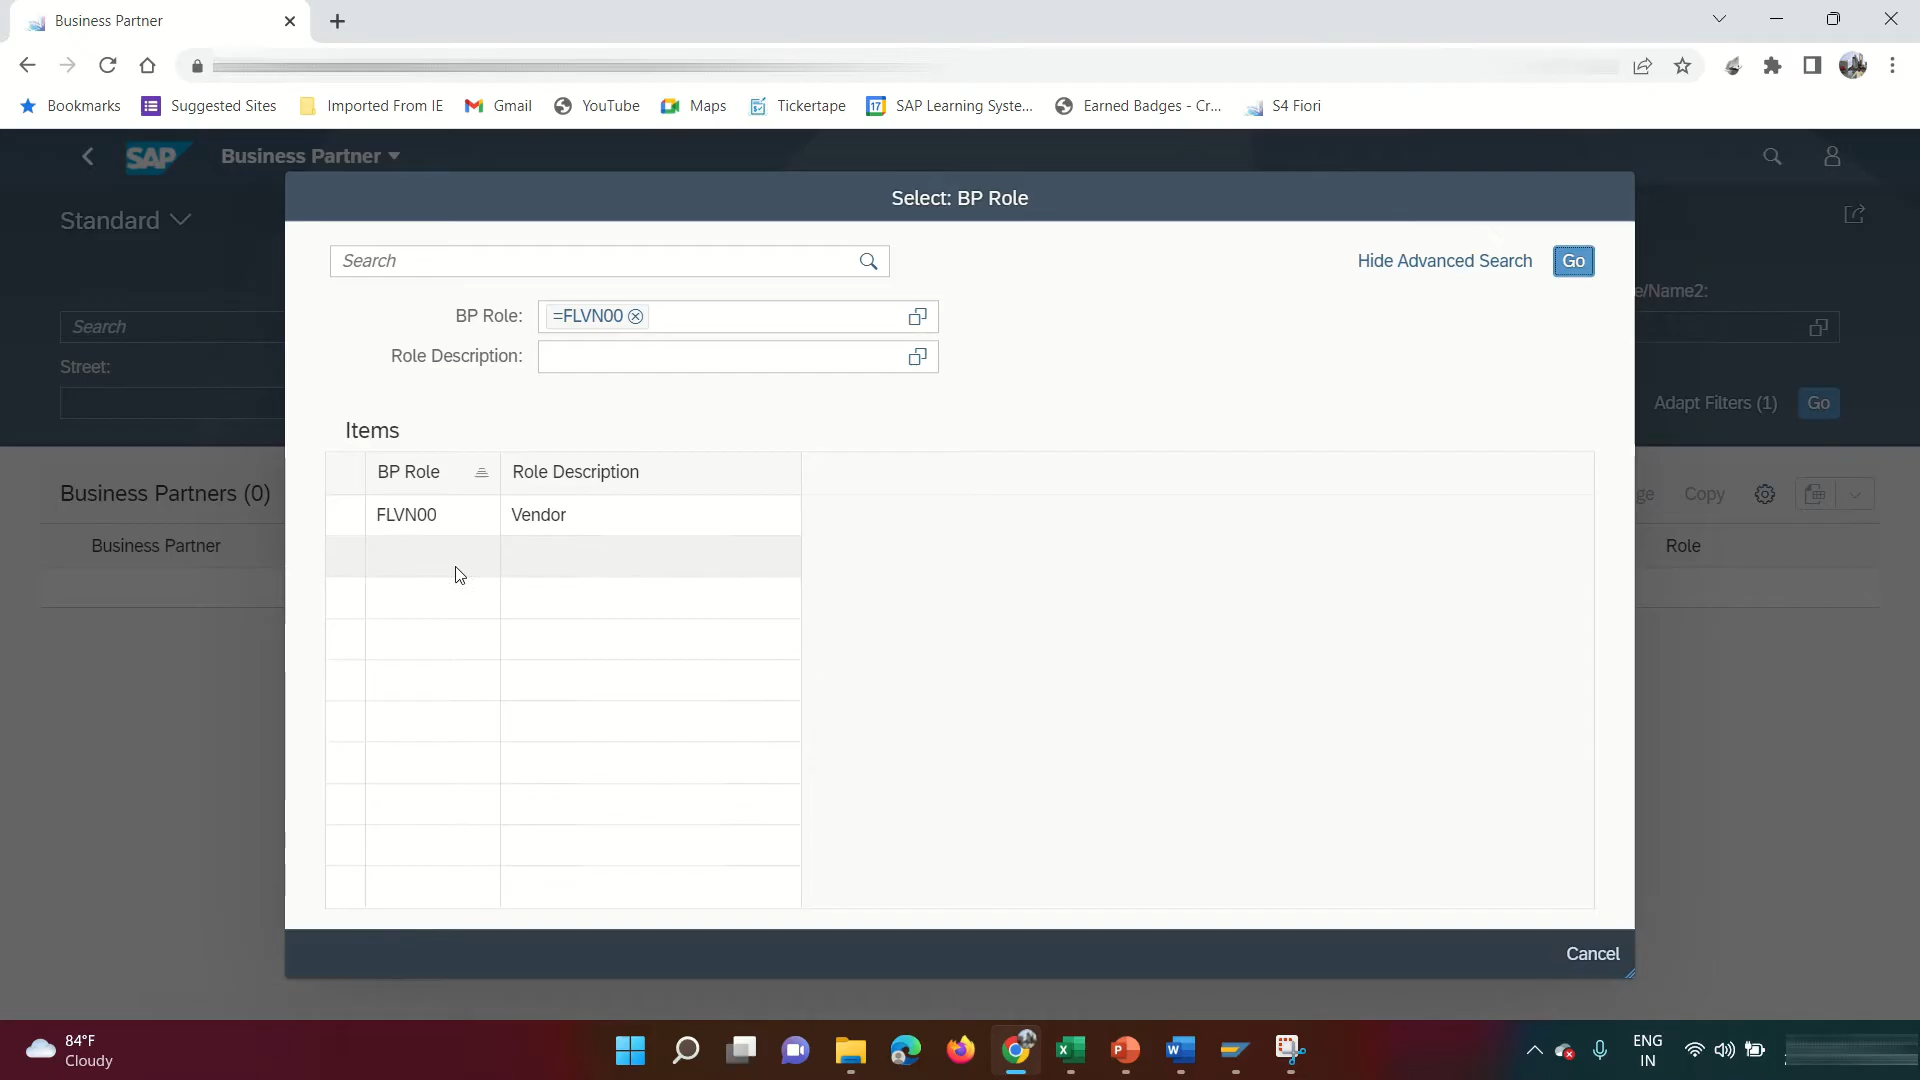 Business Partner
Bookmarks Suggested Sites Imported From IE Gmail YouTube Maps 17 Tickertape SAP Learning Syste... Earned Badges - Cr... S4 Fiori
SAP Business Partner
Select: BP Role
Standard
Search Hide Advanced Search Go
e/Name2:
BP Role: =FLVN00
Search
Role Description:
Street:
Adapt Filters (1) Go
Items
BP Role Role Description
Business Partners (0) ge Copy
FLVN00 Vendor
Business Partner Role
Cancel
84°F
Cloudy
ENG
IN